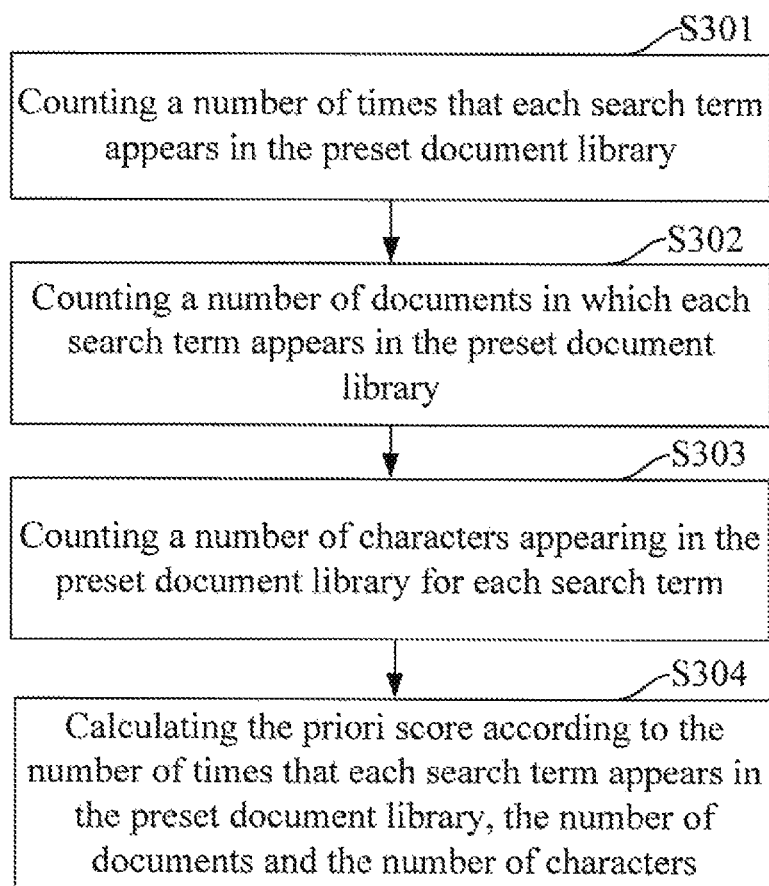 S301
Counting a number of times that each search term
appears in the preset document library
S302
Counting a number of documents in which each
search term appears in the preset document
library
S303
Counting a number of characters appearing in the
preset document library for each search term
S304
Calculating the priori score according to the
number of times that each search term appears in
the preset document library, the number of
documents and the number of characters